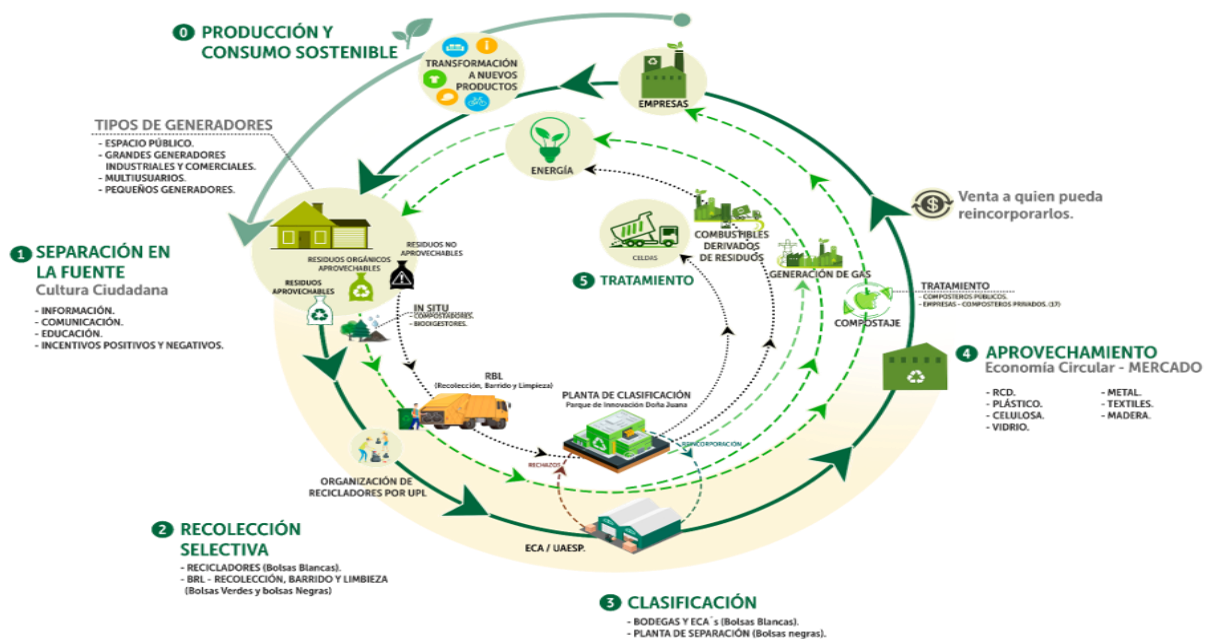 0 PRODUCCIÓN Y
CONSUMO SOSTENIBLE
TRANSFORMACIÓN
A NUEVOS
PRODUCTOS
EMPRESAS
TIPOS DE GENERADORES
- ESPACIO PÚBLICO.
- GRANDES GENERADORES
INDUSTRIALES Y COMERCIALES.
- MULTIUSUARIOS.
- PEQUEÑOS GENERADORES.
ENERGÍA
Venta a quien pueda
reincorporarlos.
1 SEPARACIÓN EN
LA FUENTE
Cultura Ciudadana
- INFORMACIÓN.
- COMUNICACIÓN.
- EDUCACIÓN.
- INCENTIVOS POSITIVOS Y NEGATIVOS.
RESIDUOS NO
APROVECHABLES
RESIDUOS ORGÁNICOS
APROVECHABLES
RESIDUOS
APROVECHABLES
IN SITU
- COMPOSTADORES.
- BIODIGESTORES.
CELDAS
5 TRATAMIENTO
COMBUSTIBLES
DERIVADOS
DE RESIDUOS
GENERACIÓN DE GAS
COMPOSTAJE
TRATAMIENTO
- COMPOSTEROS PÚBLICOS.
- EMPRESAS - COMPOSTEROS PRIVADOS. (17)
4 APROVECHAMIENTO
Economía Circular - MERCADO
- RCD.
- PLÁSTICO.
- CELULOSA.
- VIDRIO.
- METAL.
- TEXTILES.
- MADERA.
RBL
(Recolección, Barrido y Limpieza)
PLANTA DE CLASIFICACIÓN
Parque de Innovación Doña Juana
REINCORPORACIÓN
RECHAZOS
ORGANIZACIÓN DE
RECICLADORES POR UPL
ECA / UAESP.
2 RECOLECCIÓN
SELECTIVA
- RECICLADORES (Bolsas Blancas).
- BRL - RECOLECCIÓN, BARRIDO Y LIMBIEZA
(Bolsas Verdes y bolsas Negras)
3 CLASIFICACIÓN
- BODEGAS Y ECA´s (Bolsas Blancas).
- PLANTA DE SEPARACIÓN (Bolsas negras).